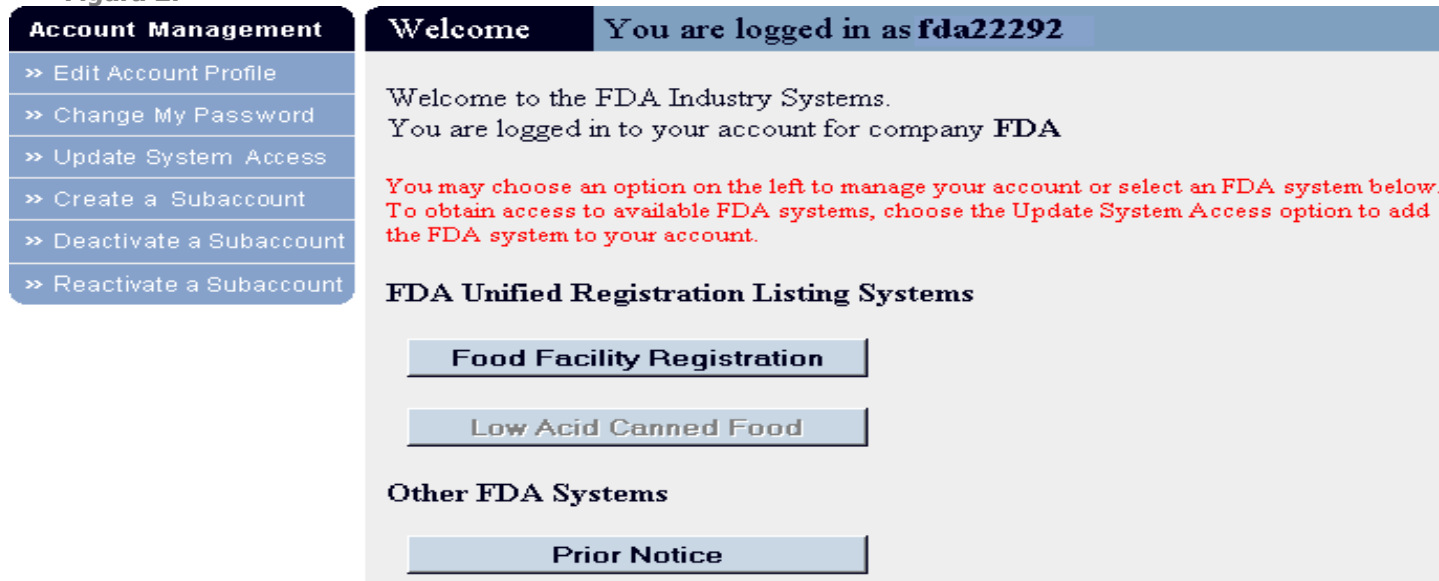 Account Management
>> Edit Account Profile
>> Change My Password
>> Update System Access
>> Create a Subaccount
>> Deactivate a Subaccount
>> Reactivate a Subaccount
Welcome You are logged in as fda22292
Welcome to the FDA Industry Systems.
You are logged in to your account for company FDA
You may choose an option on the left to manage your account or select an FDA system below.
To obtain access to available FDA systems, choose the Update System Access option to add
the FDA system to your account.
FDA Unified Registration Listing Systems
Food Facility Registration
Low Acid Canned Food
Other FDA Systems
Prior Notice